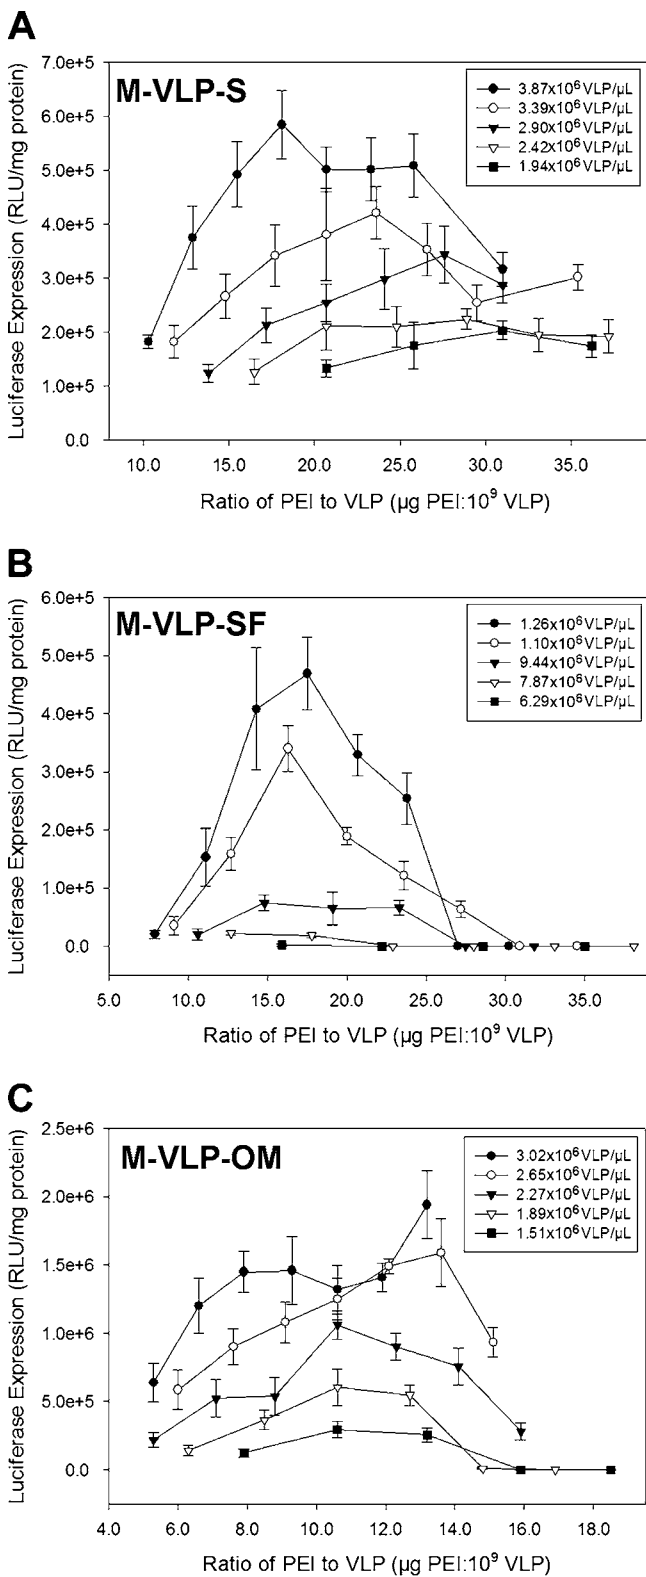 A
M-VLP-S
3.87x10⁶ VLP/µL
3.39x10⁶ VLP/µL
2.90x10⁶ VLP/µL
2.42x10⁶ VLP/µL
1.94x10⁶ VLP/µL
Luciferase Expression (RLU/mg protein)
7.0e+5
6.0e+5
5.0e+5
4.0e+5
3.0e+5
2.0e+5
1.0e+5
0.0
10.0 15.0 20.0 25.0 30.0 35.0
Ratio of PEI to VLP (µg PEI:10⁹ VLP)
B
M-VLP-SF
1.26x10⁶ VLP/µL
1.10x10⁶ VLP/µL
9.44x10⁶ VLP/µL
7.87x10⁶ VLP/µL
6.29x10⁶ VLP/µL
Luciferase Expression (RLU/mg protein)
6.0e+5
5.0e+5
4.0e+5
3.0e+5
2.0e+5
1.0e+5
0.0
5.0 10.0 15.0 20.0 25.0 30.0 35.0
Ratio of PEI to VLP (µg PEI:10⁹ VLP)
C
M-VLP-OM
3.02x10⁶ VLP/µL
2.65x10⁶ VLP/µL
2.27x10⁶ VLP/µL
1.89x10⁶ VLP/µL
1.51x10⁶ VLP/µL
Luciferase Expression (RLU/mg protein)
2.5e+6
2.0e+6
1.5e+6
1.0e+6
5.0e+5
0.0
4.0 6.0 8.0 10.0 12.0 14.0 16.0 18.0
Ratio of PEI to VLP (µg PEI:10⁹ VLP)